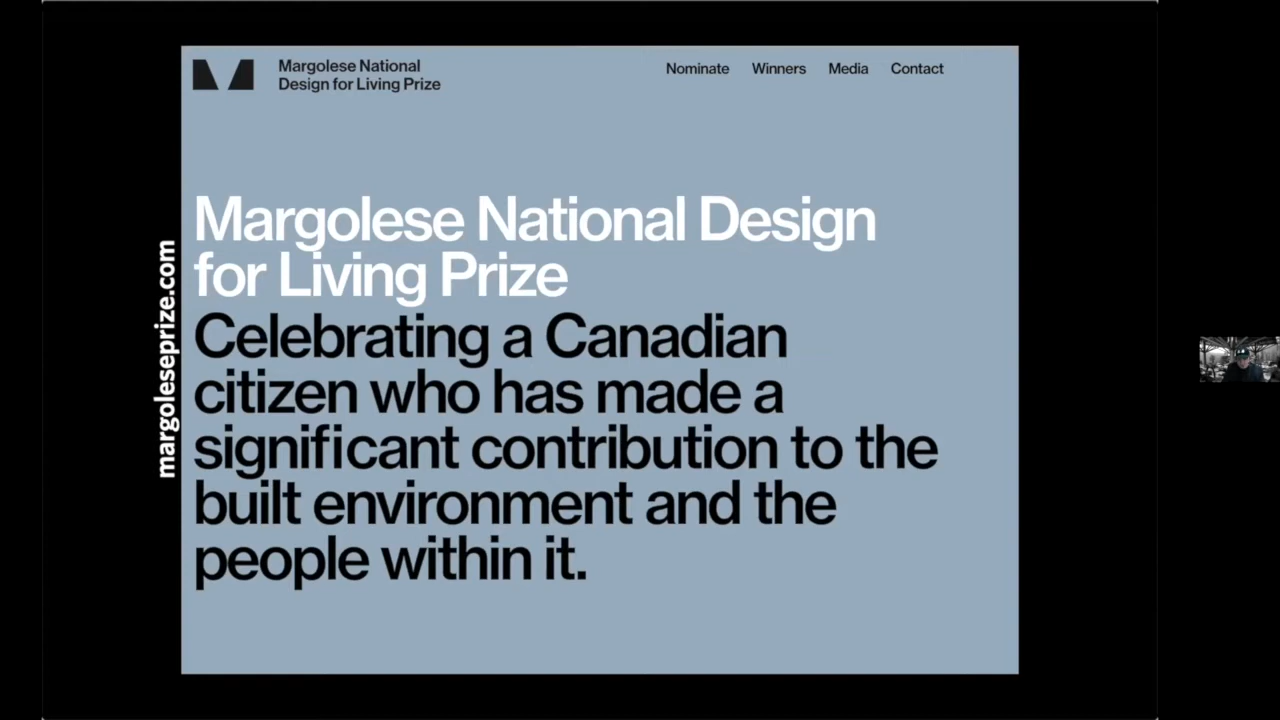 Margolese National
Design for Living Prize
Nominate Winners Media Contact
margoleseprize.com
Margolese National Design
for Living Prize
Celebrating a Canadian
citizen who has made a
significant contribution to the
built environment and the
people within it.